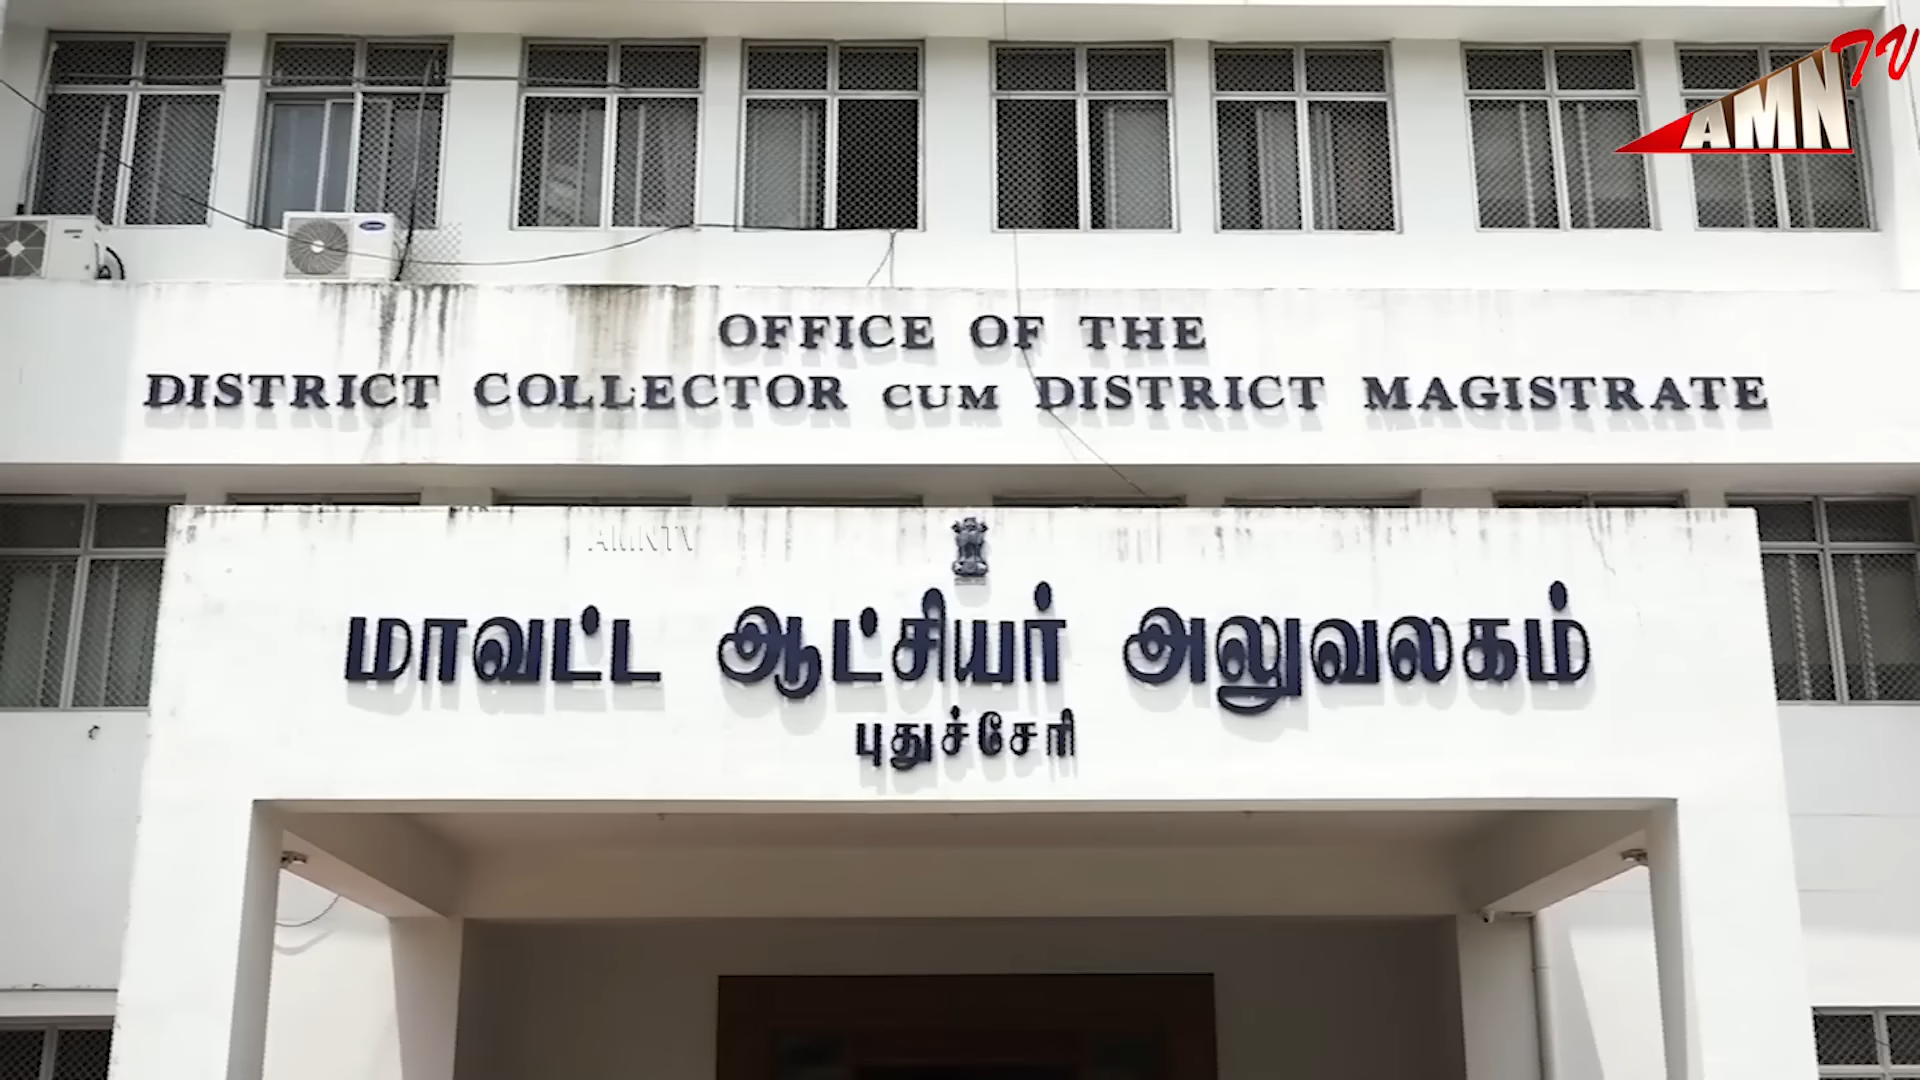 AMN TV
OFFICE OF THE
DISTRICT COLLECTOR CUM DISTRICT MAGISTRATE
AMNTV
மாவட்ட ஆட்சியர் அலுவலகம்
புதுச்சேரி